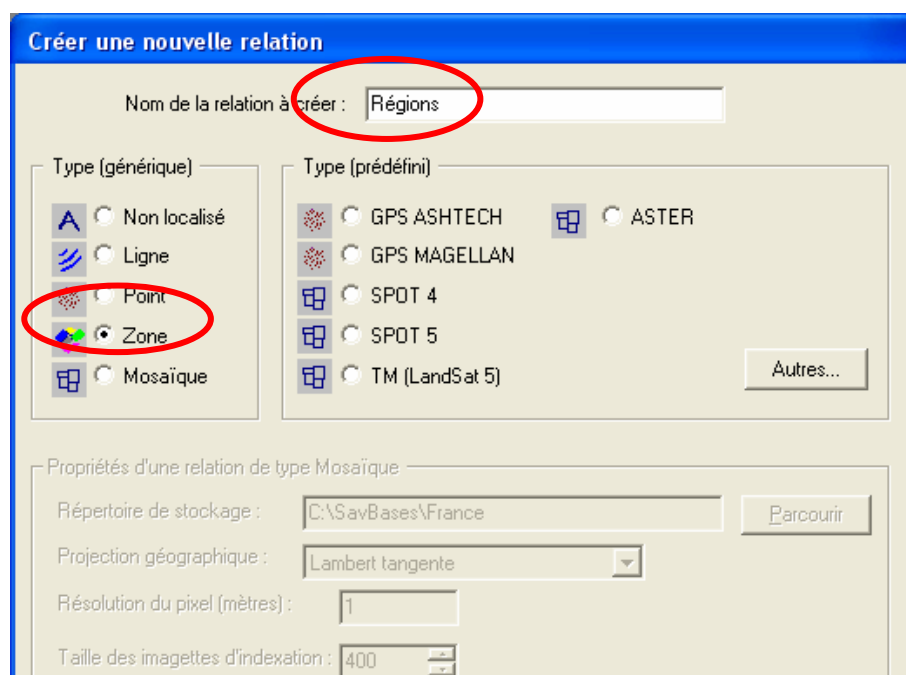 Créer une nouvelle relation
Nom de la relation à créer : Régions
Type (générique)
Non localisé
Ligne
Point
Zone
Mosaïque
Type (prédéfini)
GPS ASHTECH
ASTER
GPS MAGELLAN
SPOT 4
SPOT 5
TM (LandSat 5)
Autres...
Propriétés d'une relation de type Mosaïque
Répertoire de stockage : C:\SavBases\France Parcourir
Projection géographique : Lambert tangente
Résolution du pixel (mètres) : 1
Taille des imagettes d'indexation : 400